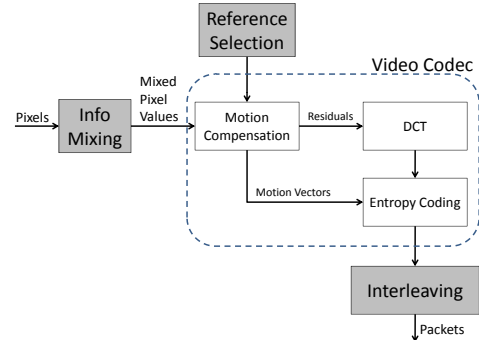 Reference
Selection
Video Codec
Mixed
Pixel
Values
Pixels
Info
Mixing
Motion
Compensation
Residuals
DCT
Motion Vectors
Entropy Coding
Interleaving
Packets